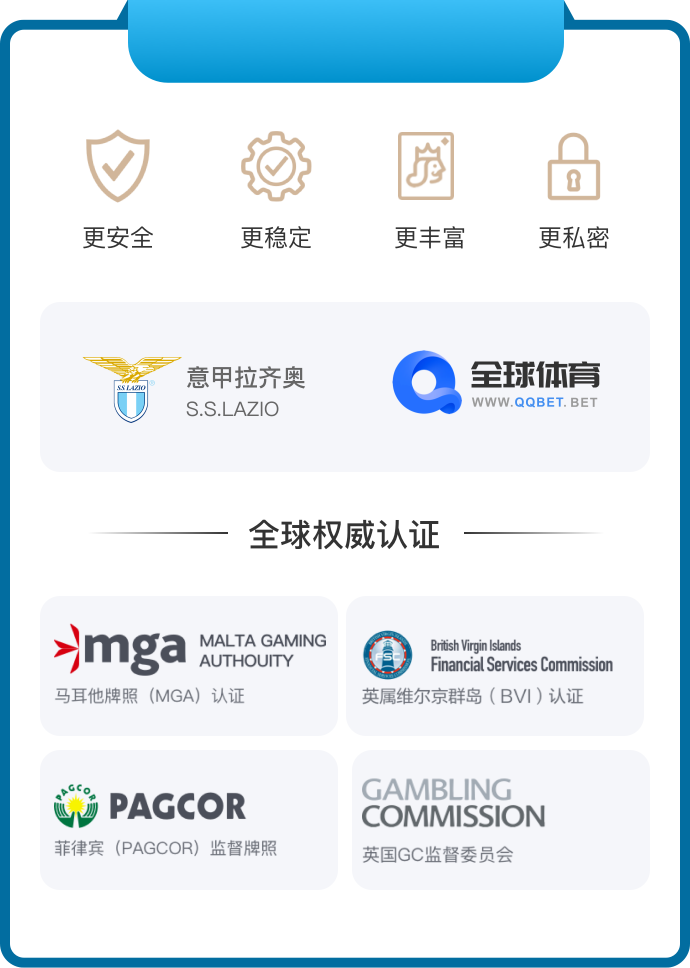 更安全 更稳定 更丰富 更私密
S.S.LAZIO
意甲拉齐奥
S.S.LAZIO
全球体育
WWW.QQBET.BET
全球权威认证
mga MALTA GAMING
AUTHOUITY
马耳他牌照（MGA）认证
FSC
British Virgin Islands
Financial Services Commission
英属维尔京群岛（BVI）认证
PAGCOR
PAGCOR
菲律宾（PAGCOR）监督牌照
GAMBLING
COMMISSION
英国GC监督委员会